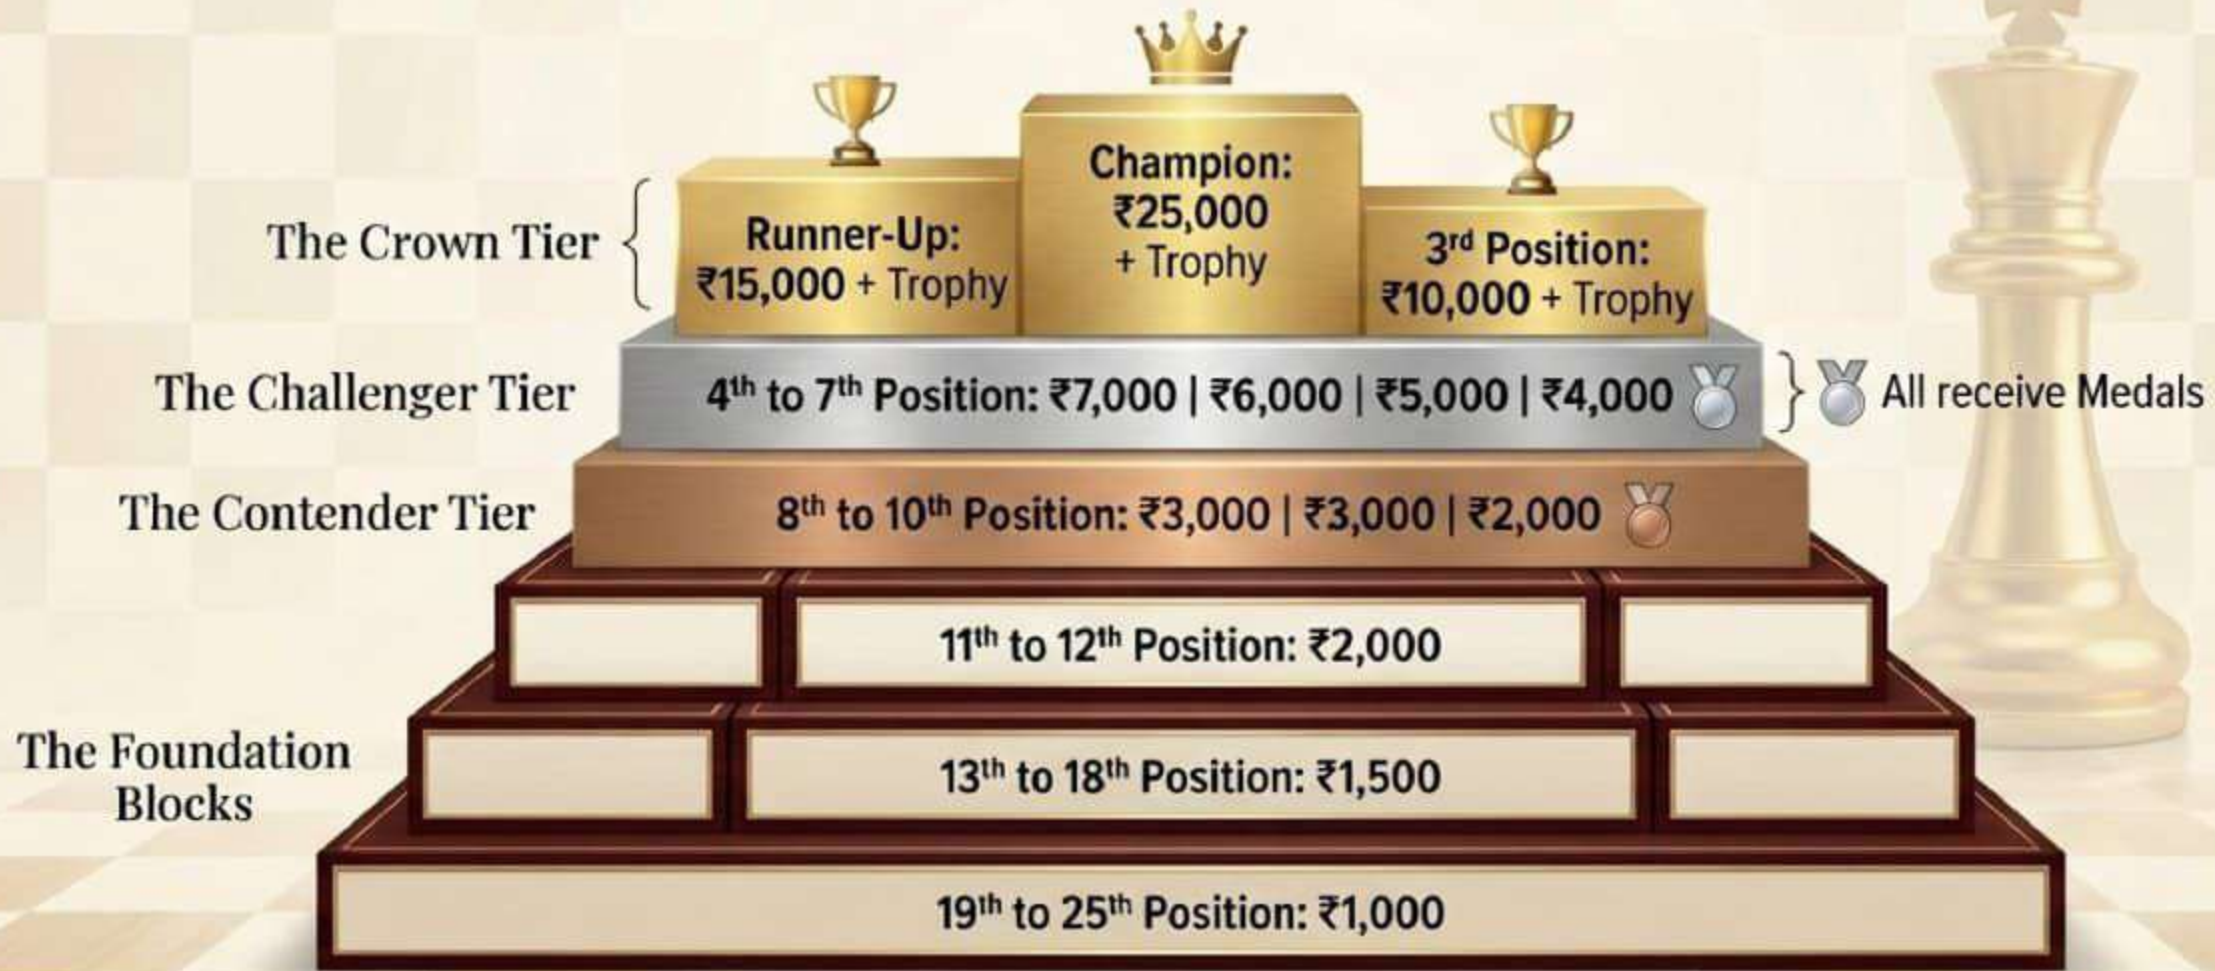 Champion:
₹25,000
+ Trophy
Runner-Up:
₹15,000 + Trophy
3rd Position:
₹10,000 + Trophy
The Crown Tier
The Challenger Tier
4th to 7th Position: ₹7,000 | ₹6,000 | ₹5,000 | ₹4,000
All receive Medals
The Contender Tier
8th to 10th Position: ₹3,000 | ₹3,000 | ₹2,000
11th to 12th Position: ₹2,000
The Foundation
Blocks
13th to 18th Position: ₹1,500
19th to 25th Position: ₹1,000